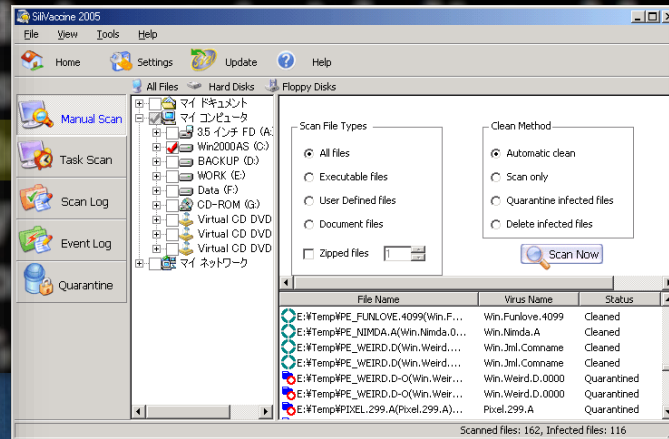 SiliVaccine 2005
File View Tools Help
Home Settings Update Help
All Files Hard Disks Floppy Disks
Manual Scan
Task Scan
Scan Log
Event Log
Quarantine
マイ ドキュメント
マイ コンピュータ
3.5 インチ FD (A:
Win2000AS (C:)
BACKUP (D:)
WORK (E:)
Data (F:)
CD-ROM (G:)
Virtual CD DVD
Virtual CD DVD
Virtual CD DVD
マイ ネットワーク
Scan File Types
All files
Executable files
User Defined files
Document files
Zipped files 1
Clean Method
Automatic clean
Scan only
Quarantine infected files
Delete infected files
Scan Now
File Name Virus Name Status
E:¥Temp¥PE_FUNLOVE.4099(Win.F... Win.Funlove.4099 Cleaned
E:¥Temp¥PE_NIMDA.A(Win.Nimda.0... Win.Nimda.A Cleaned
E:¥Temp¥PE_WEIRD.D(Win.Weird.... Win.Jml.Comname Cleaned
E:¥Temp¥PE_WEIRD.D(Win.Weird.... Win.Jml.Comname Cleaned
E:¥Temp¥PE_WEIRD.D-O(Win.Weir... Win.Weird.D.0000 Quarantined
E:¥Temp¥PE_WEIRD.D-O(Win.Weir... Win.Weird.D.0000 Quarantined
E:¥Temp¥PIXEL.299.A(Pixel.299.A)... Pixel.299.A Quarantined
Scanned files: 162, Infected files: 116